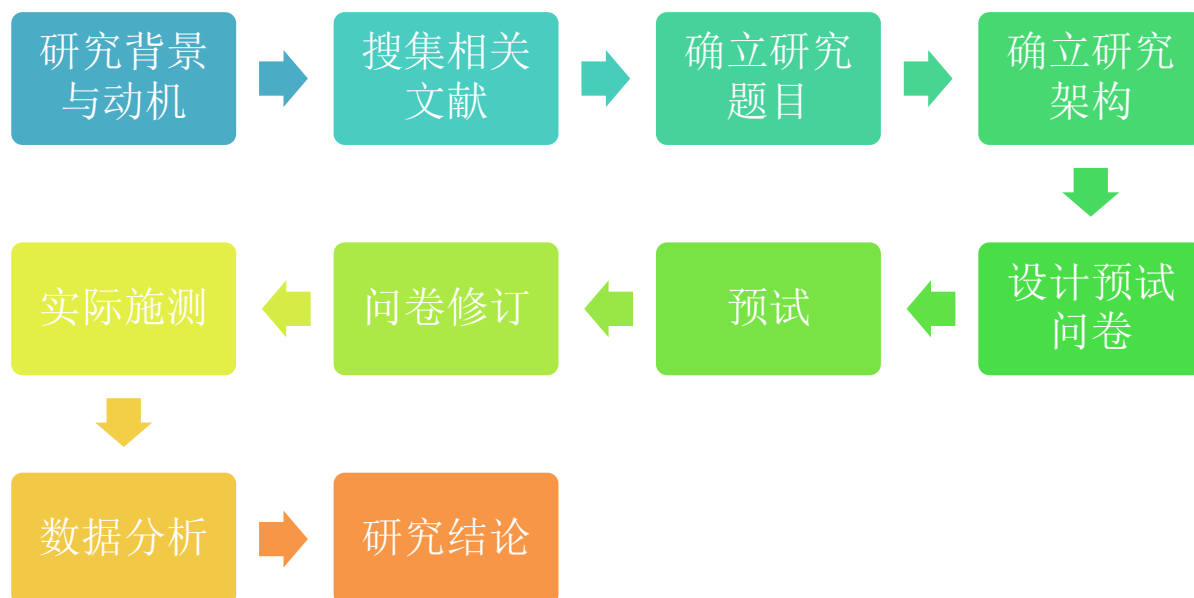 研究背景
与动机
搜集相关
文献
确立研究
题目
确立研究
架构
设计预试
问卷
预试
问卷修订
实际施测
数据分析
研究结论